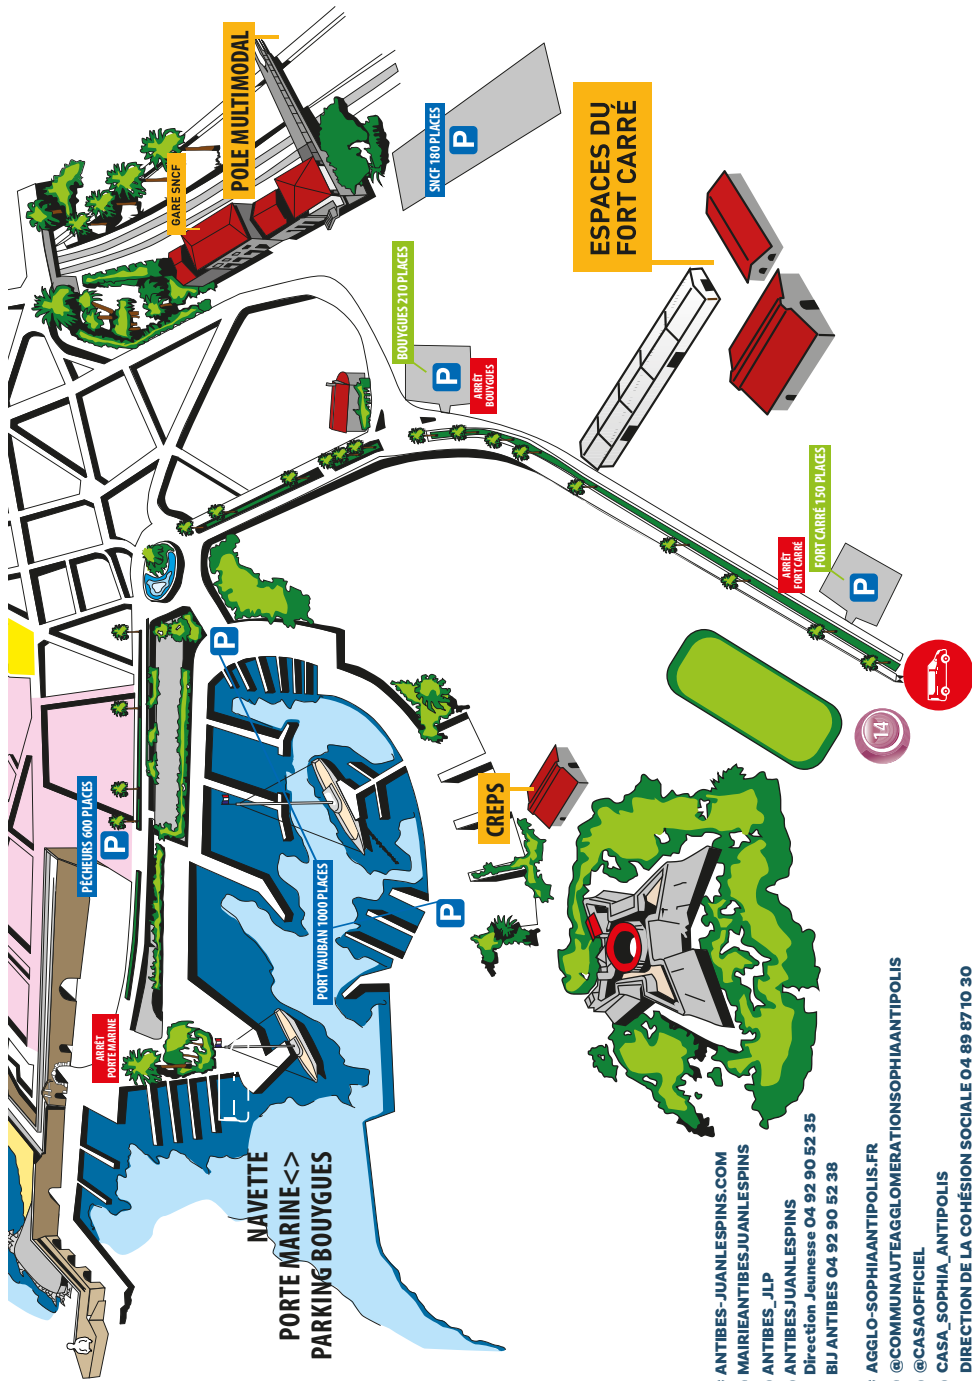 POLE MULTIMODAL
GARE SNCF
SNCF 180 PLACES
P
ESPACES DU
FORT CARRÉ
BOUYGUES 210 PLACES
P
ARRÊT
BOUYGUES
FORT CARRÉ 150 PLACES
ARRÊT
FORT CARRÉ
P
14
P
PÊCHEURS 600 PLACES
P
CREPS
PORT VAUBAN 1000 PLACES
P
ARRÊT
PORTE MARINE
NAVETTE
PORTE MARINE<>
PARKING BOUYGUES
ANTIBES-JUANLESPINS.COM
MAIRIEANTIBESJUANLESPINS
ANTIBES_JLP
ANTIBESJUANLESPINS
Direction Jeunesse 04 92 90 52 35
BIJ ANTIBES 04 92 90 52 38
AGGLO-SOPHIAANTIPOLIS.FR
@COMMUNAUTEAGGLOMERATIONSOPHIAANTIPOLIS
@CASAOFFICIEL
CASA_SOPHIA_ANTIPOLIS
DIRECTION DE LA COHÉSION SOCIALE 04 89 87 10 30